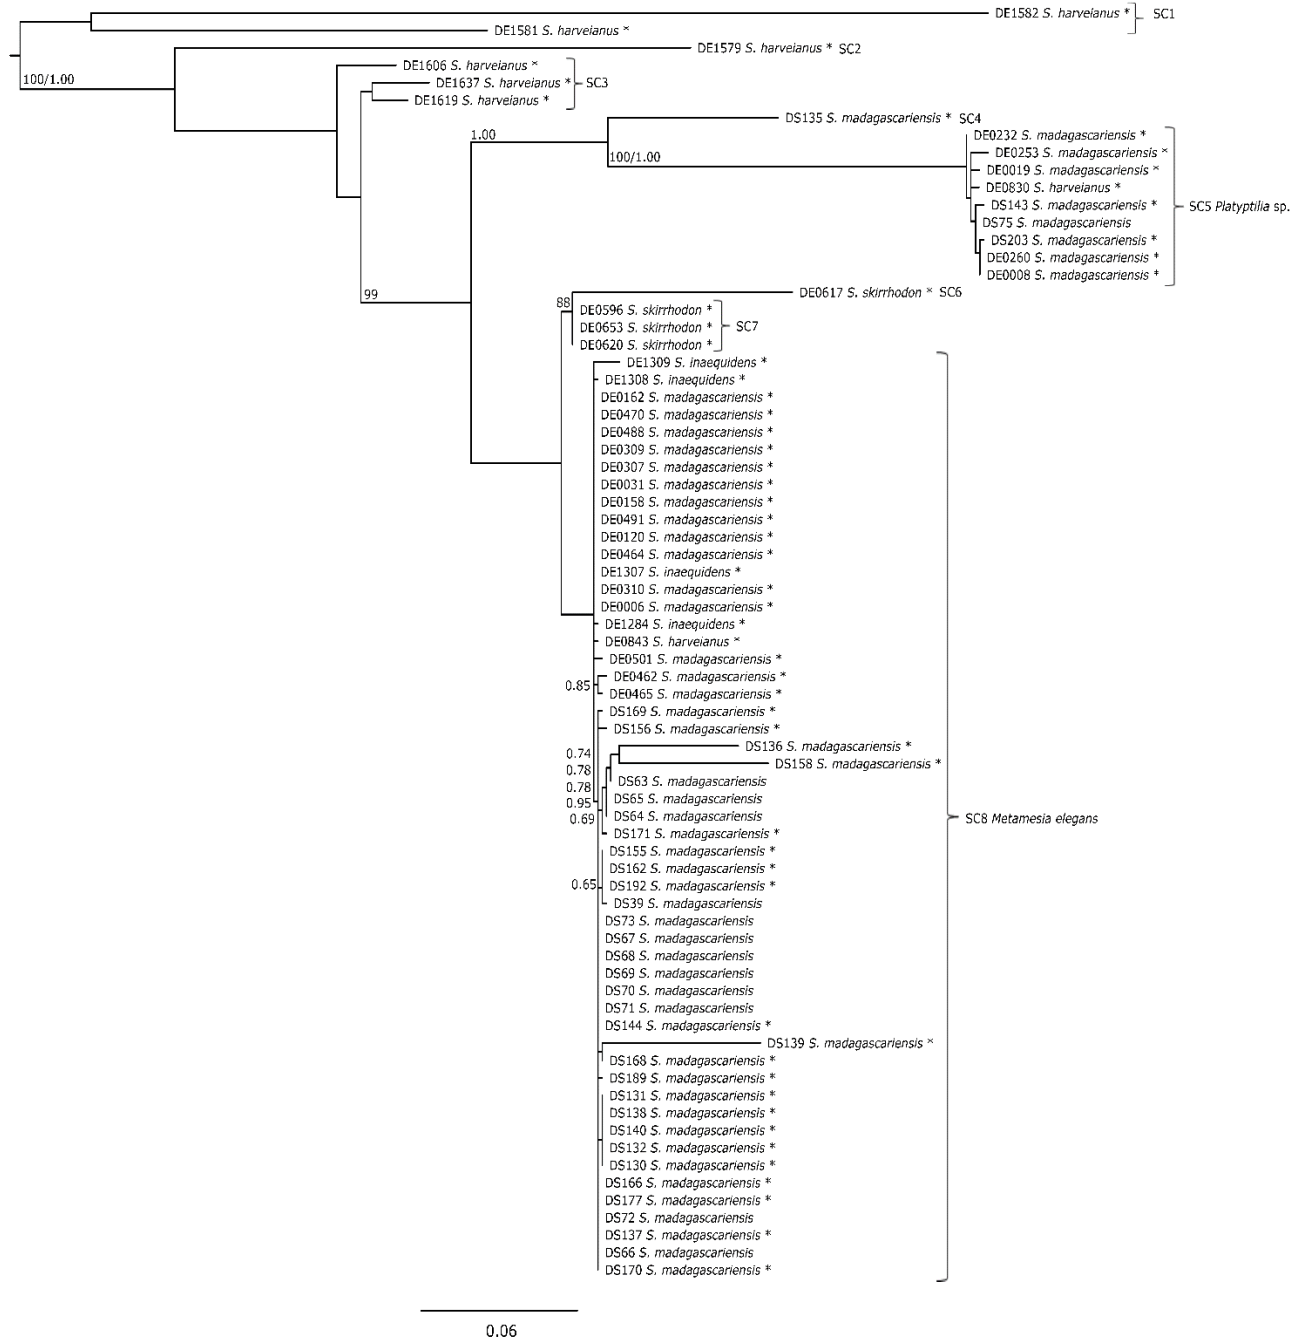 DE1582 S. harveianus * SC1
DE1581 S. harveianus *
DE1579 S. harveianus * SC2
DE1606 S. harveianus *
100/1.00
DE1637 S. harveianus * SC3
DE1619 S. harveianus *
DS135 S. madagascariensis * SC4
1.00
DE0232 S. madagascariensis *
DE0253 S. madagascariensis *
100/1.00
DE0019 S. madagascariensis *
DE0830 S. harveianus *
DS143 S. madagascariensis * SC5 Platyptilia sp.
DS75 S. madagascariensis
DS203 S. madagascariensis *
DE0260 S. madagascariensis *
DE0008 S. madagascariensis *
99
DE0617 S. skirrhodon * SC6
88
DE0596 S. skirrhodon *
DE0653 S. skirrhodon * SC7
DE0620 S. skirrhodon *
DE1309 S. inaequidens *
DE1308 S. inaequidens *
DE0162 S. madagascariensis *
DE0470 S. madagascariensis *
DE0488 S. madagascariensis *
DE0309 S. madagascariensis *
DE0307 S. madagascariensis *
DE0031 S. madagascariensis *
DE0158 S. madagascariensis *
DE0491 S. madagascariensis *
DE0120 S. madagascariensis *
DE0464 S. madagascariensis *
DE1307 S. inaequidens *
DE0310 S. madagascariensis *
DE0006 S. madagascariensis *
DE1284 S. inaequidens *
DE0843 S. harveianus *
DE0501 S. madagascariensis *
DE0462 S. madagascariensis *
0.85
DE0465 S. madagascariensis *
DS169 S. madagascariensis *
DS156 S. madagascariensis *
DS136 S. madagascariensis *
0.74
DS158 S. madagascariensis *
0.78
DS63 S. madagascariensis
0.78
DS65 S. madagascariensis
0.95
DS64 S. madagascariensis
0.69
SC8 Metamesia elegans
DS171 S. madagascariensis *
DS155 S. madagascariensis *
DS162 S. madagascariensis *
0.65
DS192 S. madagascariensis *
DS39 S. madagascariensis
DS73 S. madagascariensis
DS67 S. madagascariensis
DS68 S. madagascariensis
DS69 S. madagascariensis
DS70 S. madagascariensis
DS71 S. madagascariensis
DS144 S. madagascariensis *
DS139 S. madagascariensis *
DS168 S. madagascariensis *
DS189 S. madagascariensis *
DS131 S. madagascariensis *
DS138 S. madagascariensis *
DS140 S. madagascariensis *
DS132 S. madagascariensis *
DS130 S. madagascariensis *
DS166 S. madagascariensis *
DS177 S. madagascariensis *
DS72 S. madagascariensis
DS137 S. madagascariensis *
DS66 S. madagascariensis
DS170 S. madagascariensis *
0.06